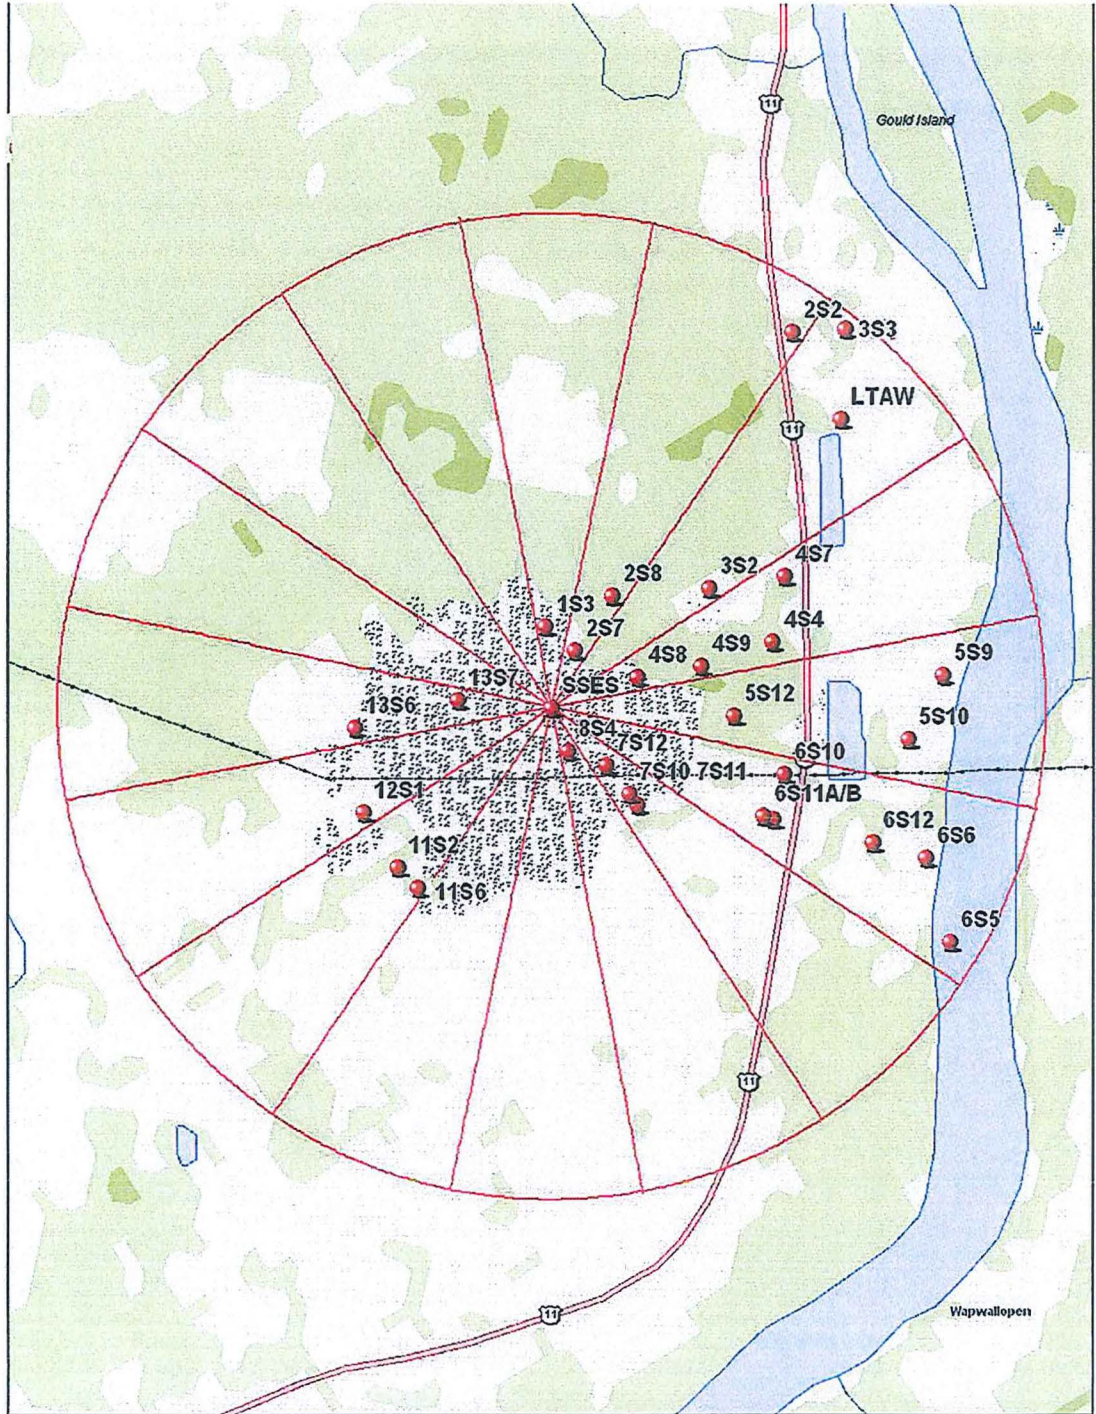 11
Gould Island
2S2
3S3
LTAW
11
4S7
3S2
2S8
1S3
4S4
2S7
4S9
4S8
5S9
13S7
SSES
5S12
13S6
5S10
8S4
7S12
6S10
7S10 7S11
12S1
6S11A/B
6S12
6S6
11S2
11S6
6S5
11
Wapwallopen
11